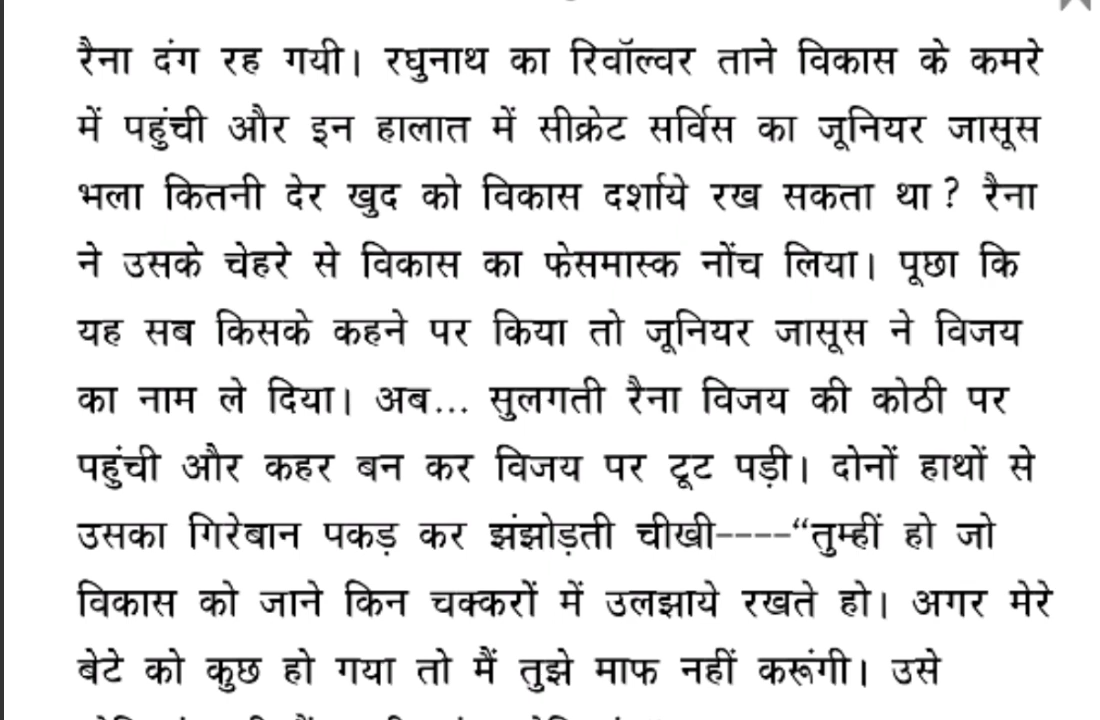 रैना दंग रह गयी। रघुनाथ का रिवॉल्वर ताने विकास के कमरे
में पहुंची और इन हालात में सीक्रेट सर्विस का जूनियर जासूस
भला कितनी देर खुद को विकास दर्शाये रख सकता था? रैना
ने उसके चेहरे से विकास का फेसमास्क नोंच लिया। पूछा कि
यह सब किसके कहने पर किया तो जूनियर जासूस ने विजय
का नाम ले दिया। अब... सुलगती रैना विजय की कोठी पर
पहुंची और कहर बन कर विजय पर टूट पड़ी। दोनों हाथों से
उसका गिरेबान पकड़ कर झंझोड़ती चीखी----“तुम्हीं हो जो
विकास को जाने किन चक्करों में उलझाये रखते हो। अगर मेरे
बेटे को कुछ हो गया तो मैं तुझे माफ नहीं करूंगी। उसे